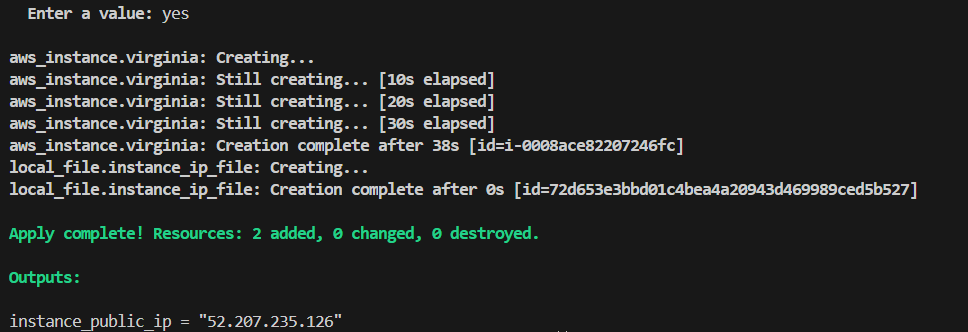 Enter a value: yes
aws_instance.virginia: Creating...
aws_instance.virginia: Still creating... [10s elapsed]
aws_instance.virginia: Still creating... [20s elapsed]
aws_instance.virginia: Still creating... [30s elapsed]
aws_instance.virginia: Creation complete after 38s [id=i-0008ace82207246fc]
local_file.instance_ip_file: Creating...
local_file.instance_ip_file: Creation complete after 0s [id=72d653e3bbd01c4bea4a20943d469989ced5b527]
Apply complete! Resources: 2 added, 0 changed, 0 destroyed.
Outputs:
instance_public_ip = "52.207.235.126"